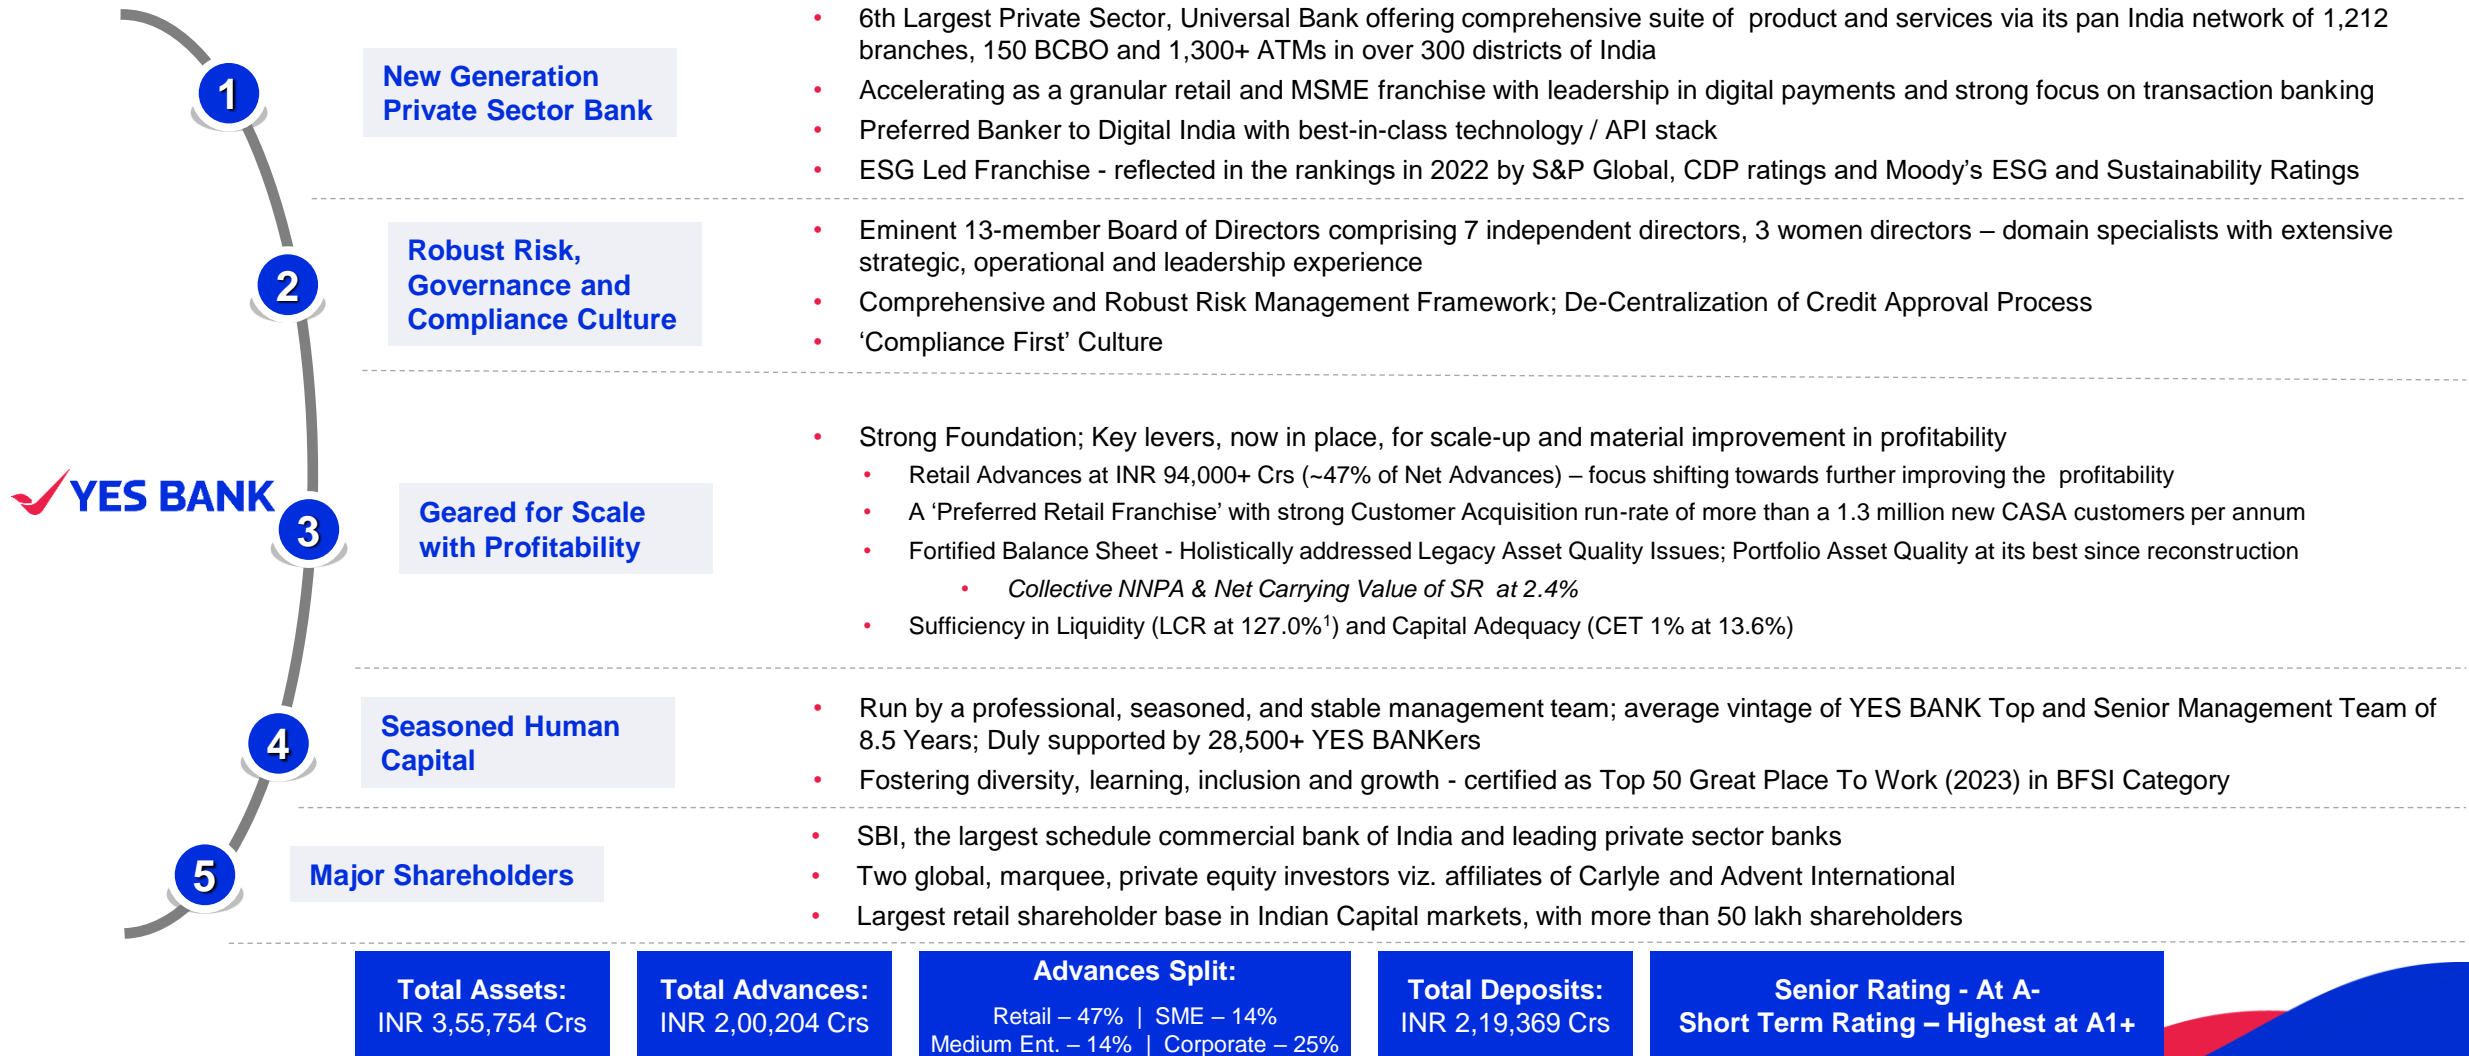 • 6th Largest Private Sector, Universal Bank offering comprehensive suite of product and services via its pan India network of 1,212
branches, 150 BCBO and 1,300+ ATMs in over 300 districts of India
1
New Generation
Private Sector Bank
• Accelerating as a granular retail and MSME franchise with leadership in digital payments and strong focus on transaction banking
• Preferred Banker to Digital India with best-in-class technology / API stack
• ESG Led Franchise - reflected in the rankings in 2022 by S&P Global, CDP ratings and Moody’s ESG and Sustainability Ratings
2
Robust Risk,
Governance and
Compliance Culture
• Eminent 13-member Board of Directors comprising 7 independent directors, 3 women directors – domain specialists with extensive
strategic, operational and leadership experience
• Comprehensive and Robust Risk Management Framework; De-Centralization of Credit Approval Process
• ‘Compliance First’ Culture
YES BANK
3
Geared for Scale
with Profitability
• Strong Foundation; Key levers, now in place, for scale-up and material improvement in profitability
• Retail Advances at INR 94,000+ Crs (~47% of Net Advances) – focus shifting towards further improving the profitability
• A ‘Preferred Retail Franchise’ with strong Customer Acquisition run-rate of more than a 1.3 million new CASA customers per annum
• Fortified Balance Sheet - Holistically addressed Legacy Asset Quality Issues; Portfolio Asset Quality at its best since reconstruction
• Collective NNPA & Net Carrying Value of SR at 2.4%
• Sufficiency in Liquidity (LCR at 127.0%¹) and Capital Adequacy (CET 1% at 13.6%)
4
Seasoned Human
Capital
• Run by a professional, seasoned, and stable management team; average vintage of YES BANK Top and Senior Management Team of
8.5 Years; Duly supported by 28,500+ YES BANKers
• Fostering diversity, learning, inclusion and growth - certified as Top 50 Great Place To Work (2023) in BFSI Category
5
Major Shareholders
• SBI, the largest schedule commercial bank of India and leading private sector banks
• Two global, marquee, private equity investors viz. affiliates of Carlyle and Advent International
• Largest retail shareholder base in Indian Capital markets, with more than 50 lakh shareholders
Total Assets:
INR 3,55,754 Crs
Total Advances:
INR 2,00,204 Crs
Advances Split:
Retail – 47% | SME – 14%
Medium Ent. – 14% | Corporate – 25%
Total Deposits:
INR 2,19,369 Crs
Senior Rating - At A-
Short Term Rating – Highest at A1+